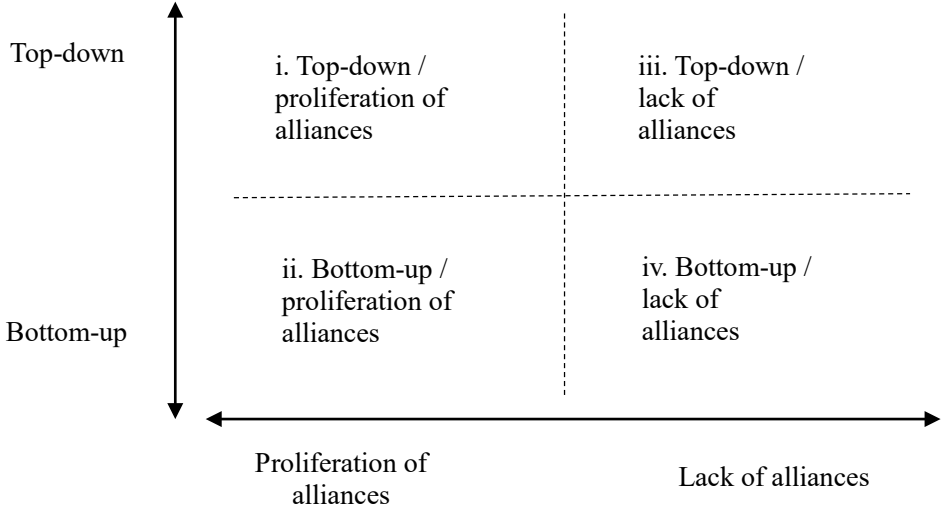 Top-down
i. Top-down /
proliferation of
alliances
iii. Top-down /
lack of
alliances
Bottom-up
ii. Bottom-up /
proliferation of
alliances
iv. Bottom-up /
lack of
alliances
Proliferation of
alliances
Lack of alliances